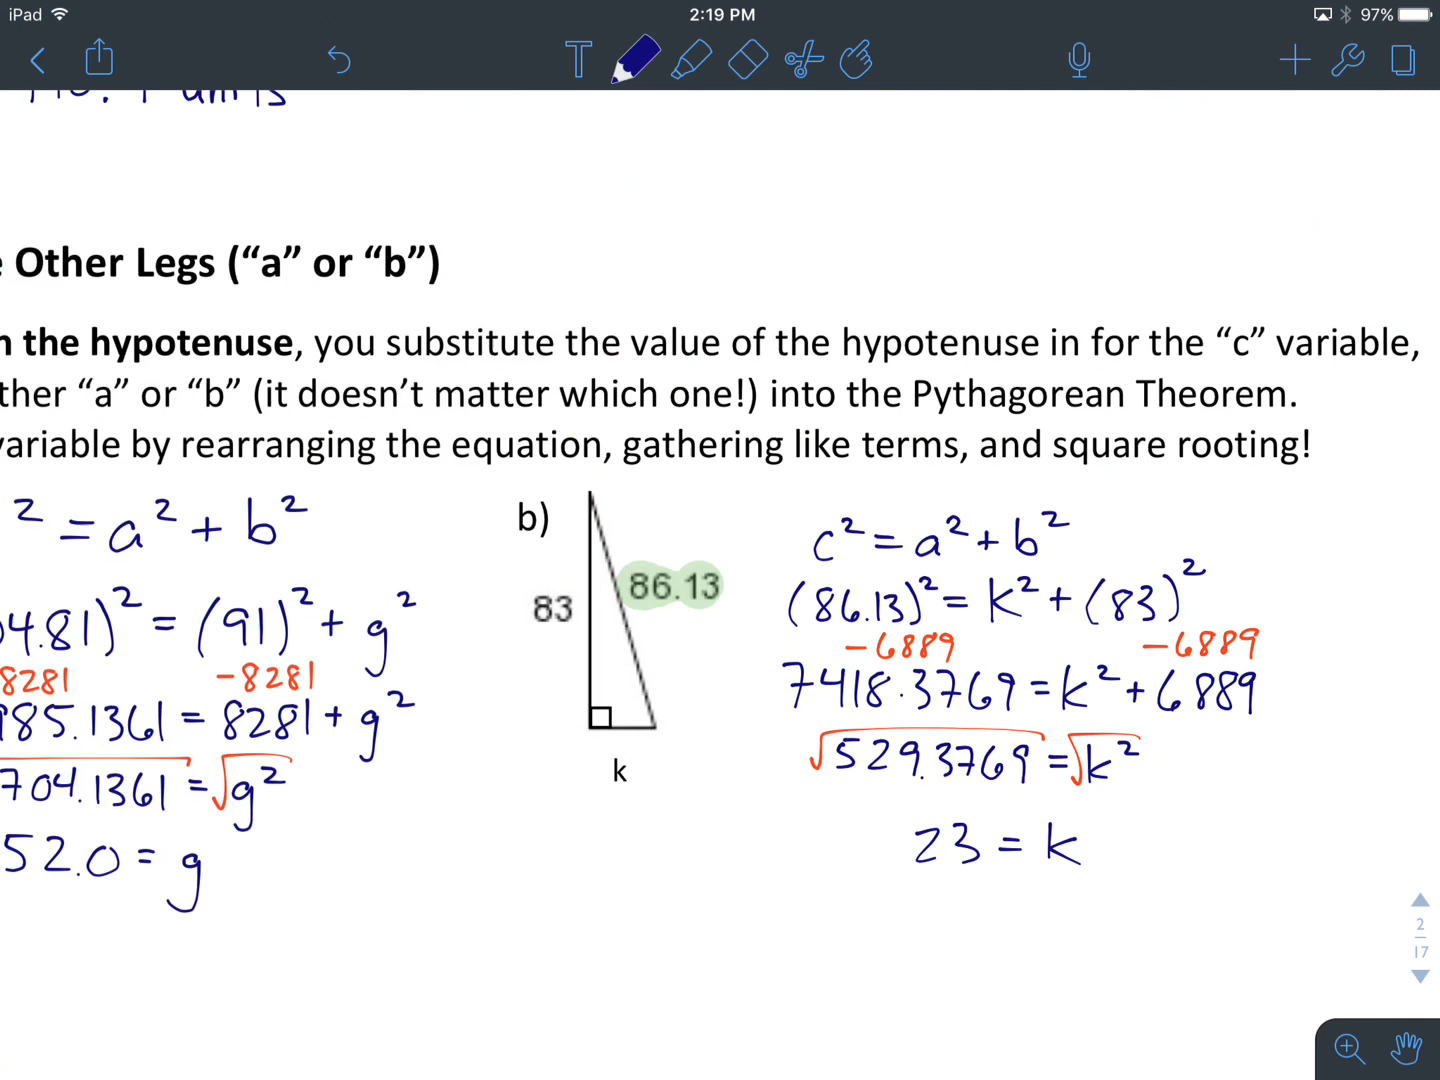 iPad 2:19 PM 97%
T
units
Other Legs (“a” or “b”)
the hypotenuse, you substitute the value of the hypotenuse in for the “c” variable,
ther “a” or “b” (it doesn’t matter which one!) into the Pythagorean Theorem.
variable by rearranging the equation, gathering like terms, and square rooting!
² = a² + b²
4.81)² = (91)² + g²
8281 -8281
985.1361 = 8281 + g²
704.1361 = √g²
52.0 = g
b)
83
86.13
k
c² = a² + b²
(86.13)² = k² + (83)²
-6889 -6889
7418.3769 = k² + 6889
√529.3769 = √k²
23 = k
2
17